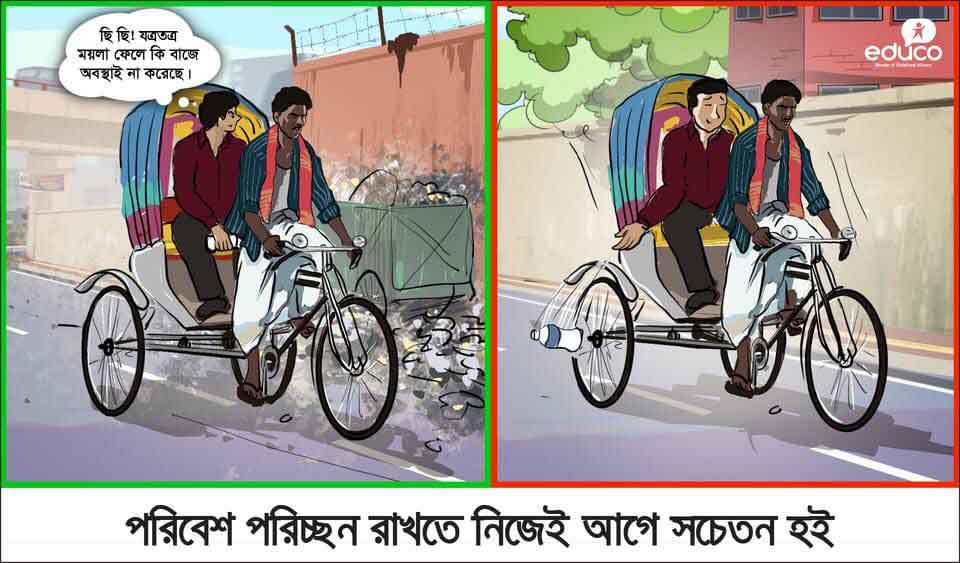 ছি ছি! যত্রতত্র
ময়লা ফেলে কি বাজে
অবস্থাই না করেছে।
educo
পরিবেশ পরিচ্ছন রাখতে নিজেই আগে সচেতন হই